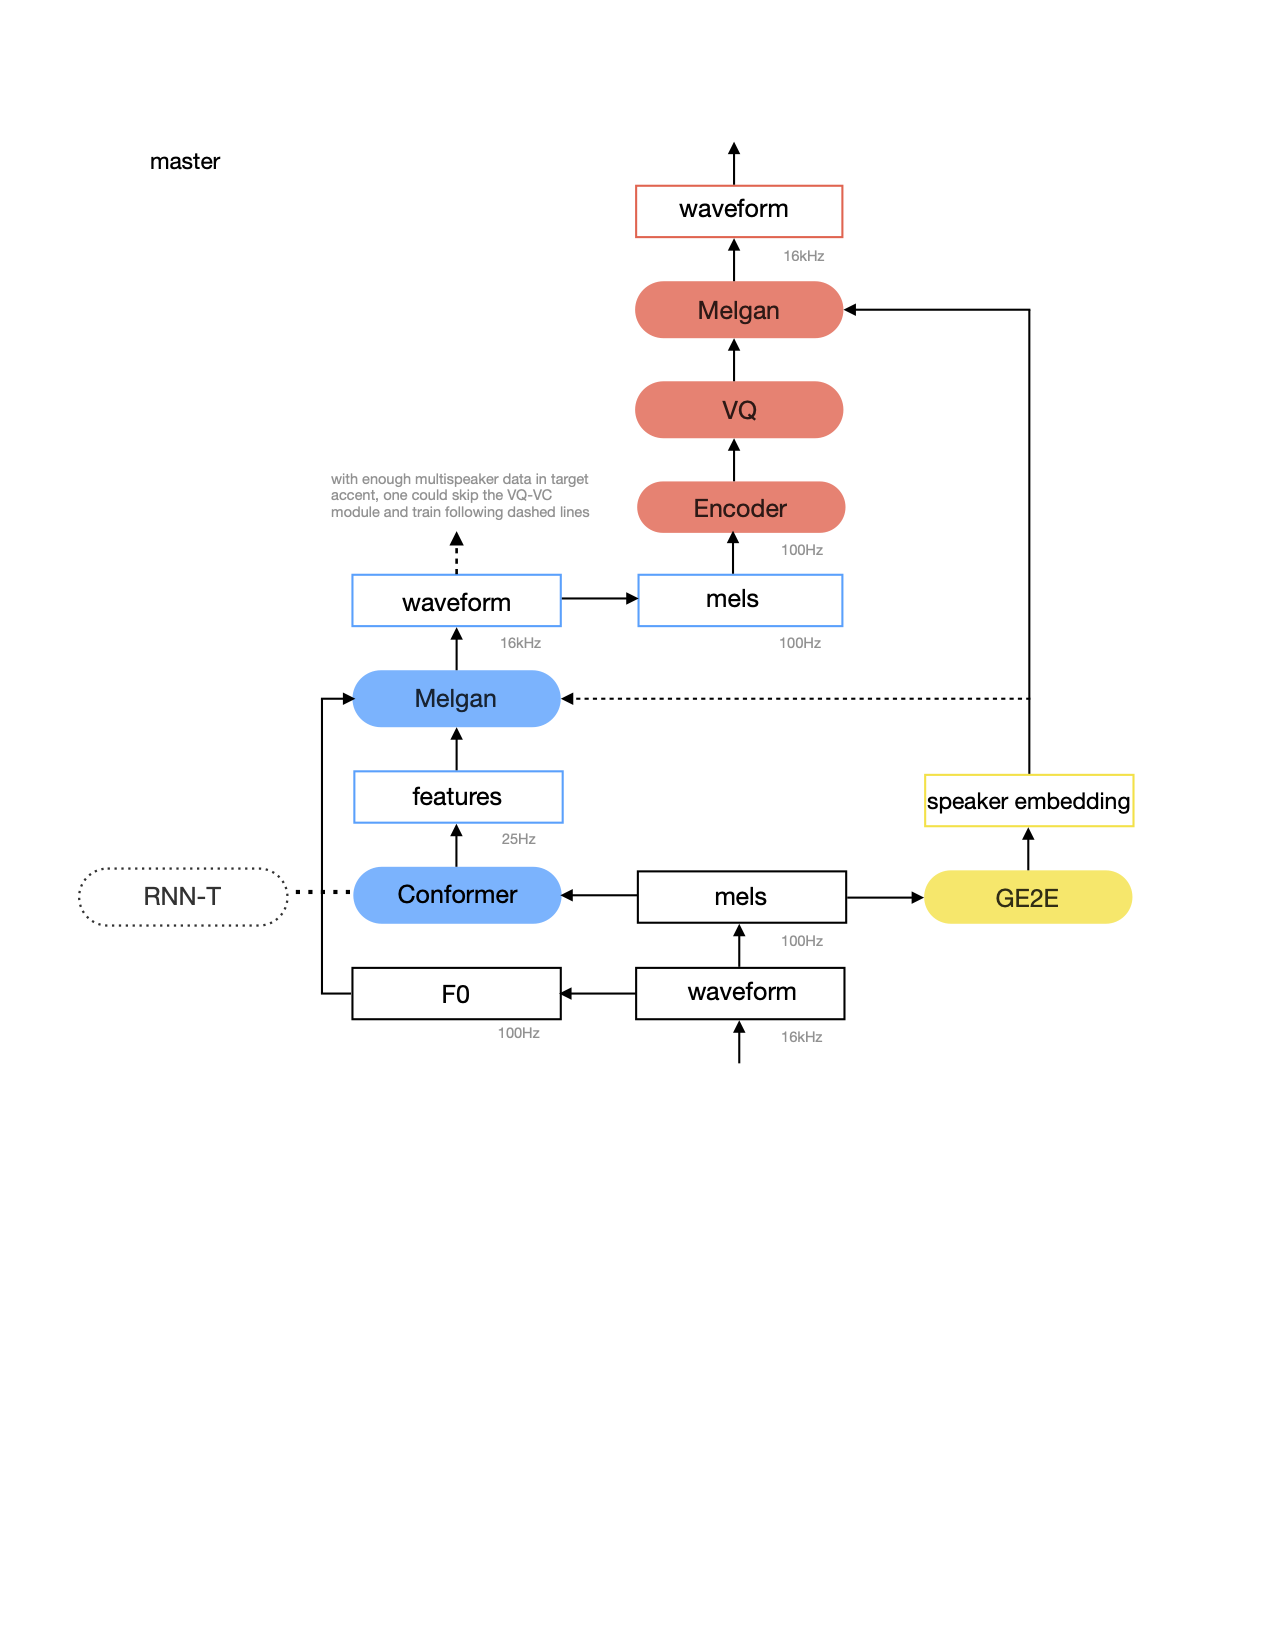 master
waveform
16kHz
Melgan
VQ
with enough multispeaker data in target
accent, one could skip the VQ-VC
module and train following dashed lines
Encoder
100Hz
waveform
mels
16kHz
100Hz
Melgan
features
speaker embedding
25Hz
RNN-T
Conformer
mels
GE2E
100Hz
F0
waveform
100Hz
16kHz